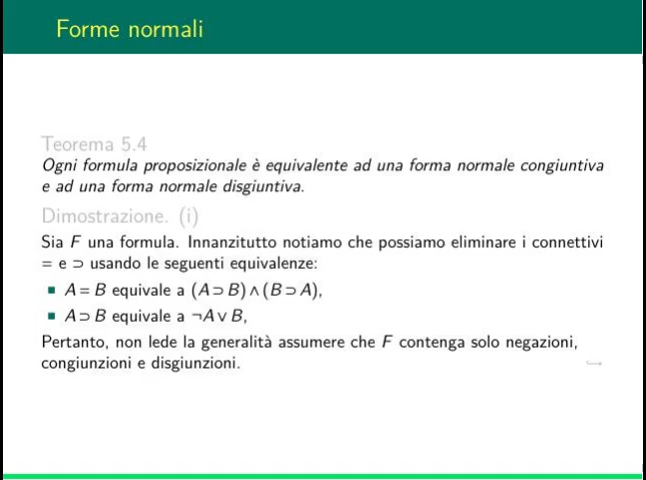 Forme normali
Teorema 5.4
Ogni formula proposizionale è equivalente ad una forma normale congiuntiva
e ad una forma normale disgiuntiva.
Dimostrazione. (i)
Sia F una formula. Innanzitutto notiamo che possiamo eliminare i connettivi
= e ⊃ usando le seguenti equivalenze:
▪ A = B equivale a (A ⊃ B) ∧ (B ⊃ A),
▪ A ⊃ B equivale a ¬A ∨ B,
Pertanto, non lede la generalità assumere che F contenga solo negazioni,
congiunzioni e disgiunzioni. ↪